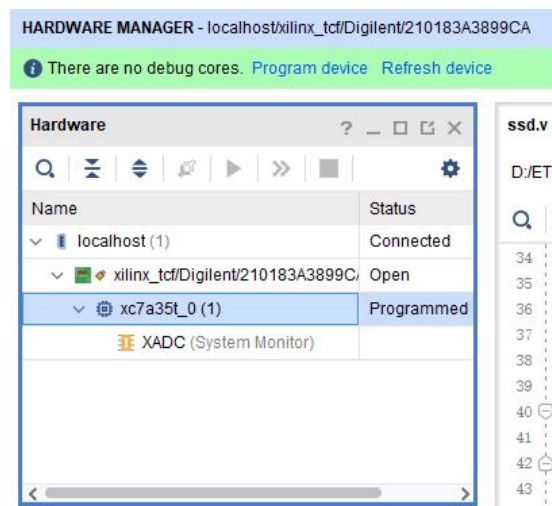 HARDWARE MANAGER - localhost/xilinx_tcf/Digilent/210183A3899CA
There are no debug cores. Program device Refresh device
Hardware
ssd.v
D:/ET
Name Status
localhost (1) Connected
xilinx_tcf/Digilent/210183A3899C Open
xc7a35t_0 (1) Programmed
XADC (System Monitor)
34
35
36
37
38
39
40
41
42
43